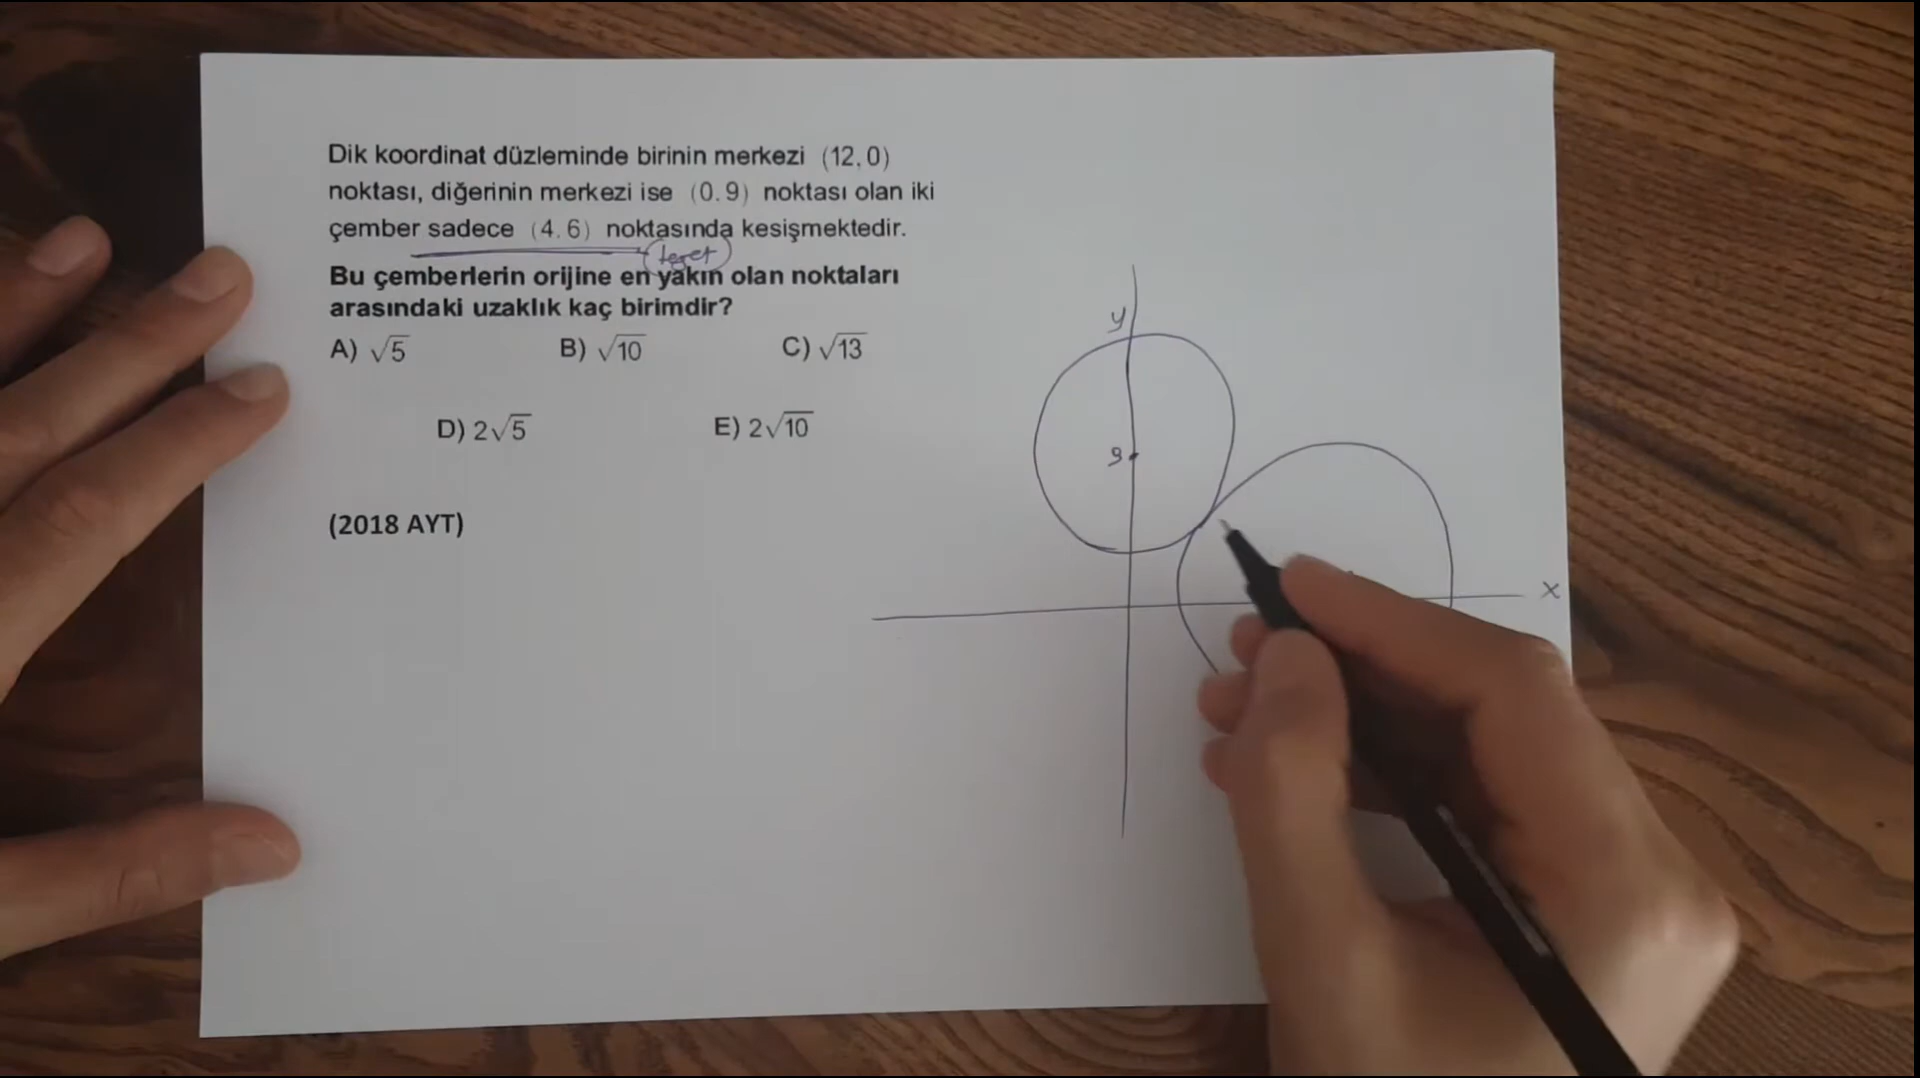 Dik koordinat düzleminde birinin merkezi (12,0)
noktası, diğerinin merkezi ise (0,9) noktası olan iki
çember sadece (4,6) noktasında kesişmektedir.
teğet
Bu çemberlerin orijine en yakın olan noktaları
arasındaki uzaklık kaç birimdir?
A) √5 B) √10 C) √13
D) 2√5 E) 2√10
(2018 AYT)
y
9
x